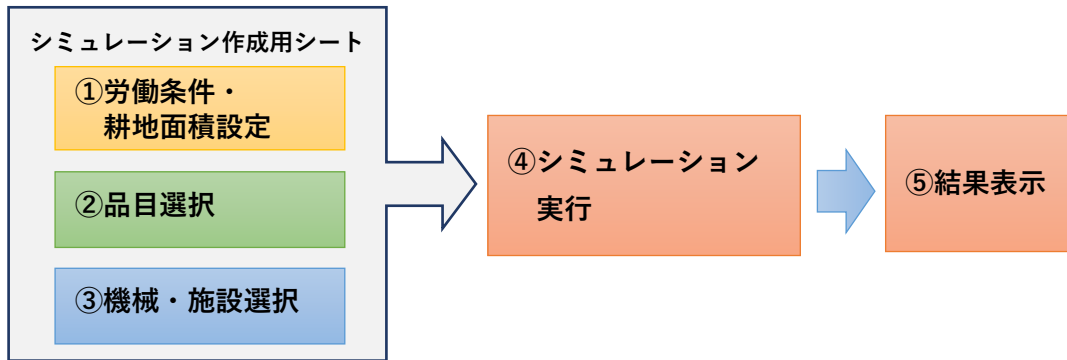 シミュレーション作成用シート
①労働条件・
耕地面積設定
②品目選択
③機械・施設選択
④シミュレーション
実行
⑤結果表示